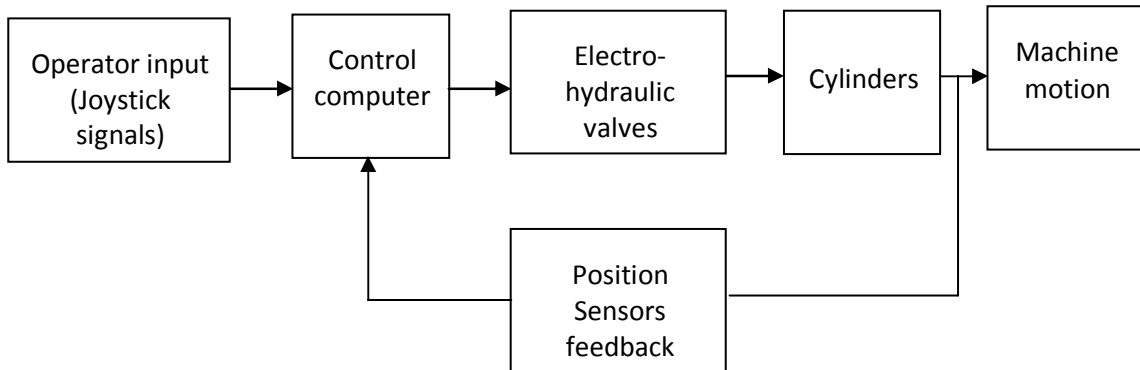 Operator input
(Joystick
signals)
Control
computer
Electro-
hydraulic
valves
Cylinders
Machine
motion
Position
Sensors
feedback